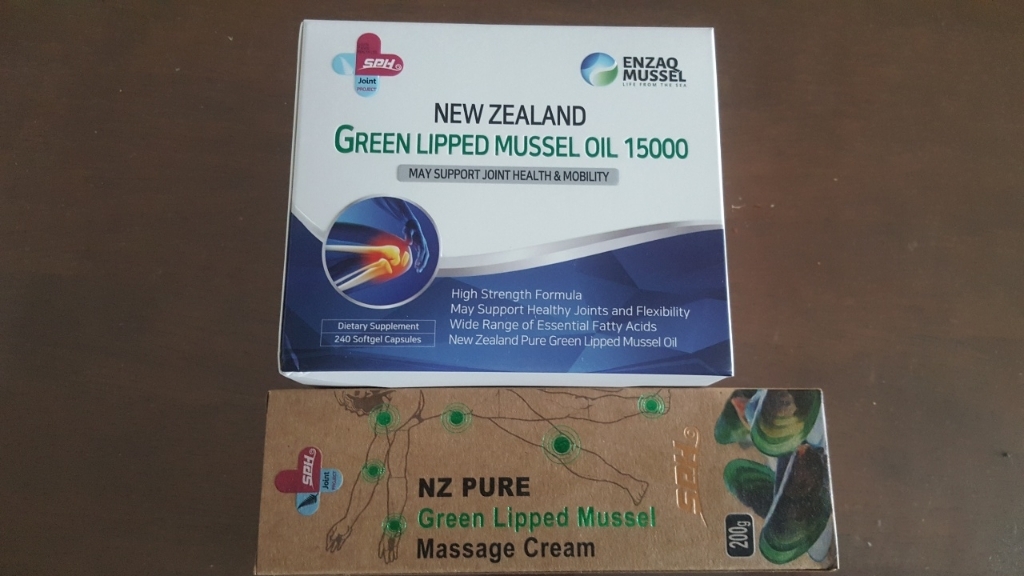 SPH
Joint
PROJECT
ENZAQ
MUSSEL
LIFE FROM THE SEA
NEW ZEALAND
GREEN LIPPED MUSSEL OIL 15000
MAY SUPPORT JOINT HEALTH & MOBILITY
High Strength Formula
May Support Healthy Joints and Flexibility
Wide Range of Essential Fatty Acids
New Zealand Pure Green Lipped Mussel Oil
Dietary Supplement
240 Softgel Capsules
SPH
Joint
NZ PURE
Green Lipped Mussel
Massage Cream
SPH
200g